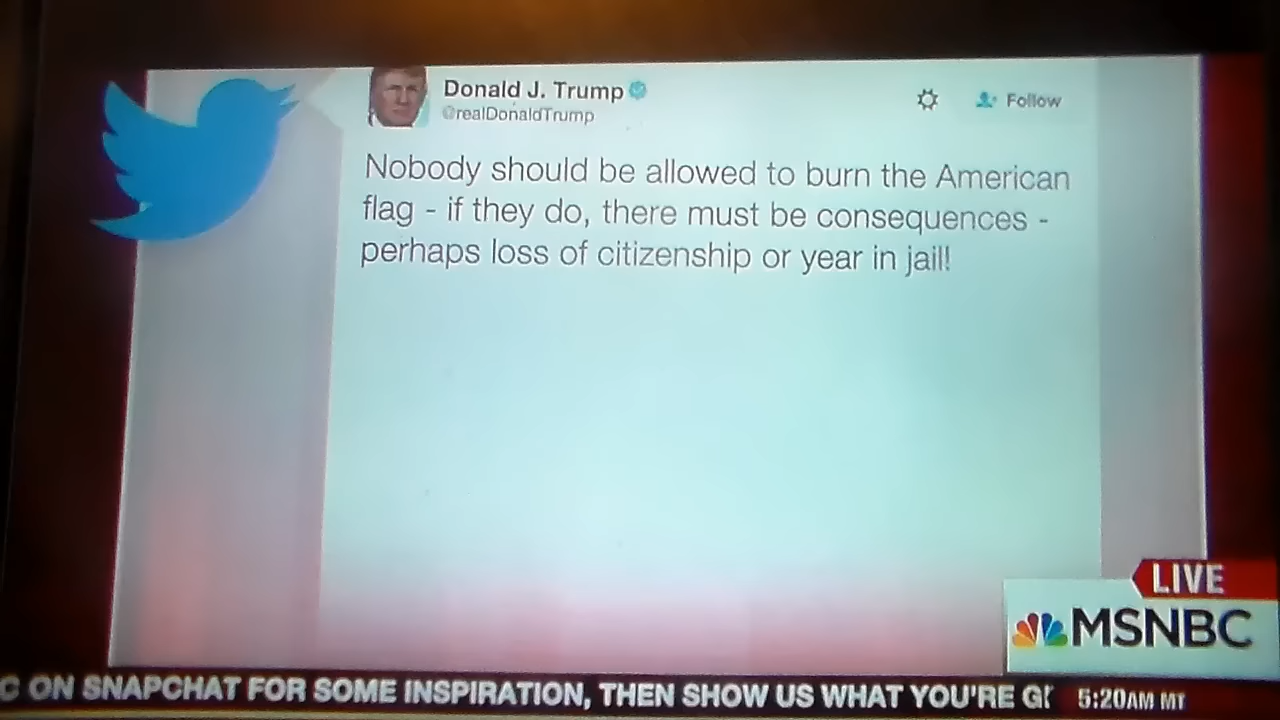 Donald J. Trump
@realDonaldTrump
Follow
Nobody should be allowed to burn the American
flag - if they do, there must be consequences -
perhaps loss of citizenship or year in jail!
LIVE
MSNBC
C ON SNAPCHAT FOR SOME INSPIRATION, THEN SHOW US WHAT YOU'RE
5:20AM MT